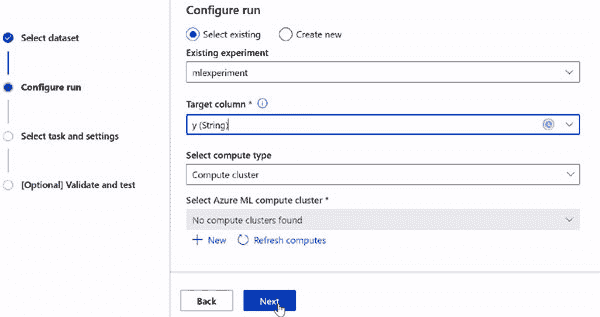 Select dataset
Configure run
Select task and settings
[Optional] Validate and test
Configure run
Select existing
Create new
Existing experiment
mlexperiment
Target column *
y (String)
Select compute type
Compute cluster
Select Azure ML compute cluster *
No compute clusters found
New
Refresh computes
Back
Next